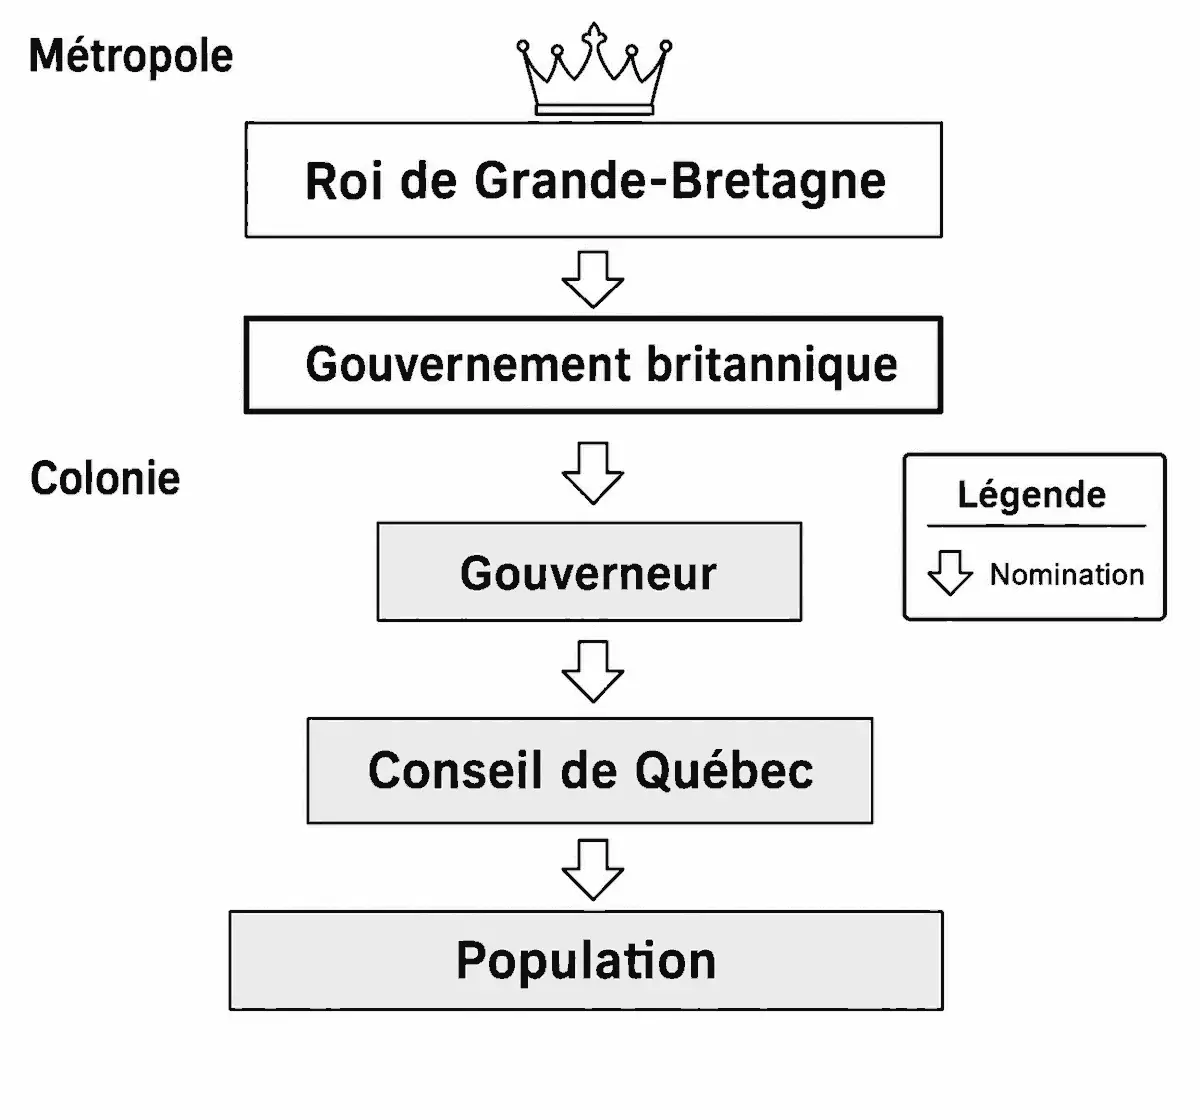 Métropole
Roi de Grande-Bretagne
Gouvernement britannique
Colonie
Légende
Nomination
Gouverneur
Conseil de Québec
Population